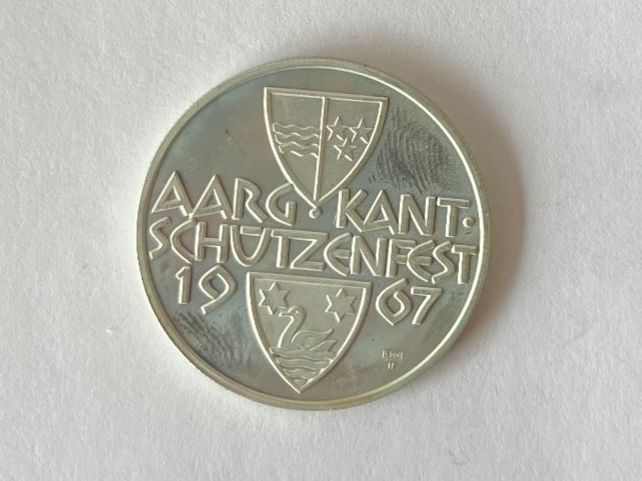 AARG· KANT·
SCHÜTZENFEST
19 67